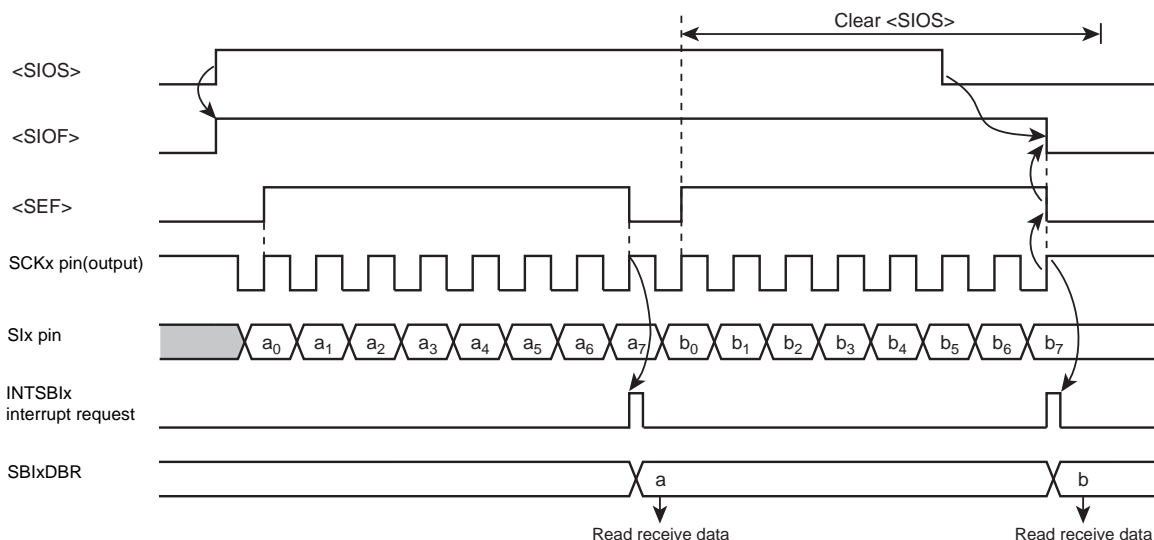 Clear <SIOS>
<SIOS>
<SIOF>
<SEF>
SCKx pin(output)
SIx pin
a₀ a₁ a₂ a₃ a₄ a₅ a₆ a₇ b₀ b₁ b₂ b₃ b₄ b₅ b₆ b₇
INTSBIx
interrupt request
SBIxDBR
a b
Read receive data Read receive data